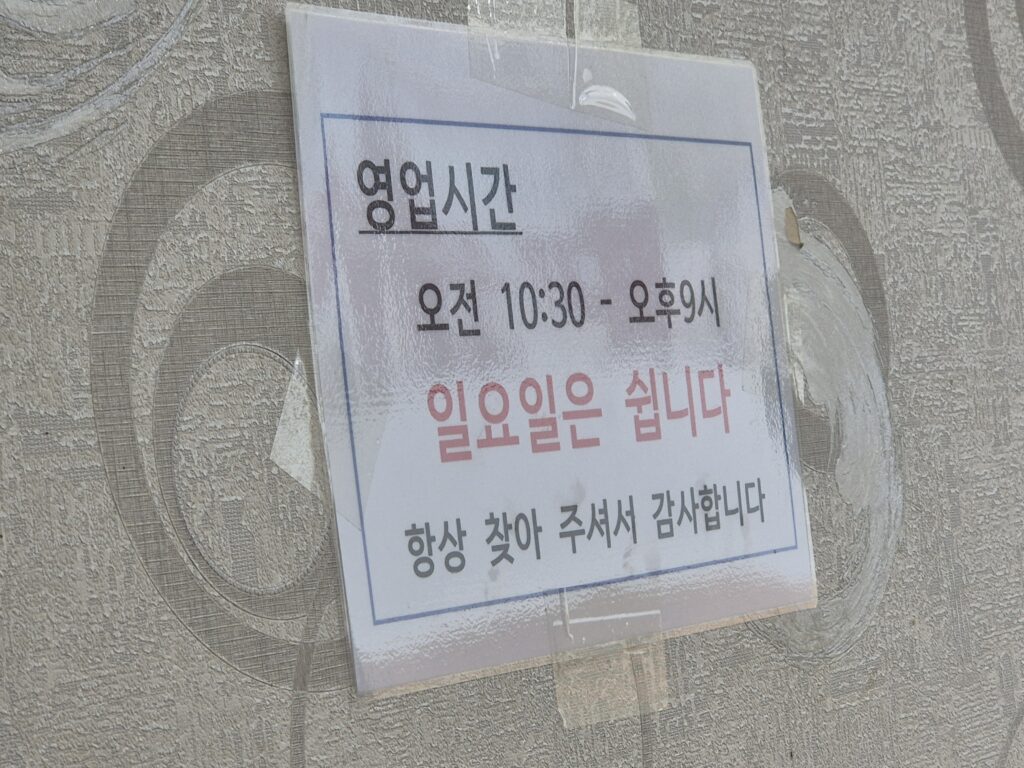 영업시간
오전 10:30 - 오후9시
일요일은 쉽니다
항상 찾아 주셔서 감사합니다